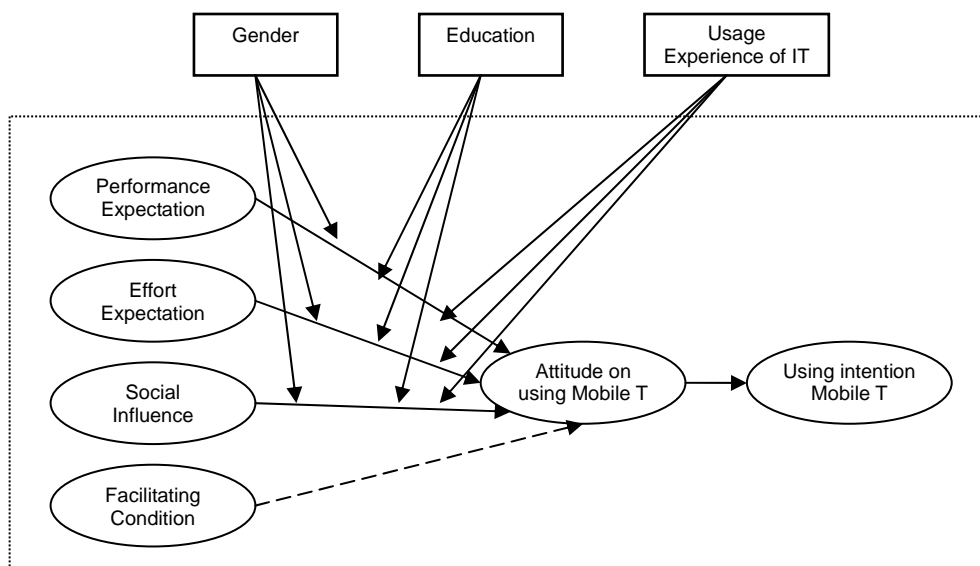 Gender
Education
Usage
Experience of IT
Performance
Expectation
Effort
Expectation
Social
Influence
Facilitating
Condition
Attitude on
using Mobile T
Using intention
Mobile T